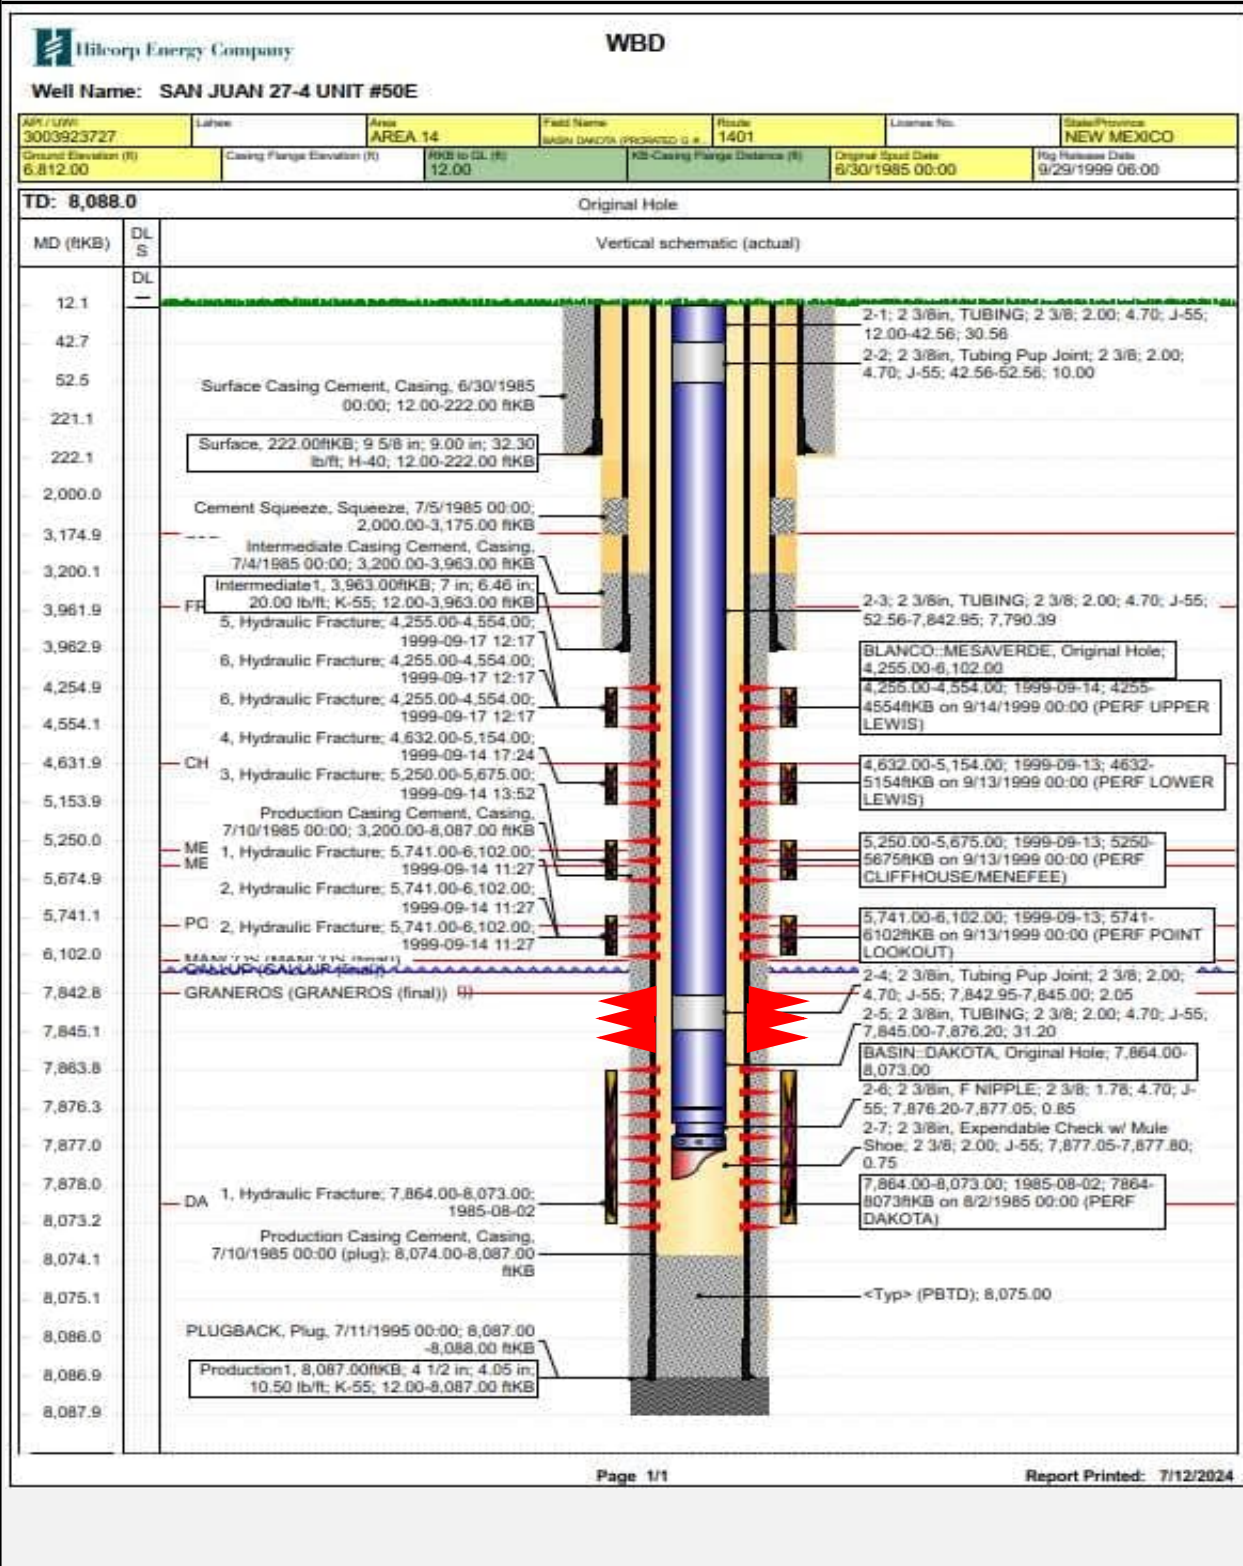 Hilcorp Energy Company
WBD
Well Name: SAN JUAN 27-4 UNIT #50E
API / UWI
3003923727
Lahee
Area
AREA 14
Field Name
BASIN DAKOTA (PRORATED G #...
Route
1401
License No.
State/Province
NEW MEXICO
Ground Elevation (ft)
6,812.00
Casing Flange Elevation (ft)
RKB to GL (ft)
12.00
KB-Casing Flange Distance (ft)
Original Spud Date
6/30/1985 00:00
Rig Release Date
9/29/1999 06:00
TD: 8,088.0
Original Hole
MD (ftKB)
DL
S
Vertical schematic (actual)
DL
12.1
42.7
52.5
221.1
222.1
2,000.0
3,174.9
3,200.1
3,961.9
3,962.9
4,254.9
4,554.1
4,631.9
5,153.9
5,250.0
5,674.9
5,741.1
6,102.0
7,842.8
7,845.1
7,863.8
7,876.3
7,877.0
7,878.0
8,073.2
8,074.1
8,075.1
8,086.0
8,086.9
8,087.9
Surface Casing Cement, Casing, 6/30/1985
00:00; 12.00-222.00 ftKB
Surface, 222.00ftKB; 9 5/8 in; 9.00 in; 32.30
lb/ft; H-40; 12.00-222.00 ftKB
Cement Squeeze, Squeeze, 7/5/1985 00:00;
2,000.00-3,175.00 ftKB
Intermediate Casing Cement, Casing,
7/4/1985 00:00; 3,200.00-3,963.00 ftKB
Intermediate1, 3,963.00ftKB; 7 in; 6.46 in;
20.00 lb/ft; K-55; 12.00-3,963.00 ftKB
FR
5, Hydraulic Fracture; 4,255.00-4,554.00;
1999-09-17 12:17
6, Hydraulic Fracture; 4,255.00-4,554.00;
1999-09-17 12:17
6, Hydraulic Fracture; 4,255.00-4,554.00;
1999-09-17 12:17
4, Hydraulic Fracture; 4,632.00-5,154.00;
1999-09-14 17:24
CH
3, Hydraulic Fracture; 5,250.00-5,675.00;
1999-09-14 13:52
Production Casing Cement, Casing,
7/10/1985 00:00; 3,200.00-8,087.00 ftKB
ME
ME
1, Hydraulic Fracture; 5,741.00-6,102.00;
1999-09-14 11:27
2, Hydraulic Fracture; 5,741.00-6,102.00;
1999-09-14 11:27
PO
2, Hydraulic Fracture; 5,741.00-6,102.00;
1999-09-14 11:27
MANCOS (MANCOS (final))
GALLUP (GALLUP (final))
GRANEROS (GRANEROS (final))
DA
1, Hydraulic Fracture; 7,864.00-8,073.00;
1985-08-02
Production Casing Cement, Casing,
7/10/1985 00:00 (plug); 8,074.00-8,087.00
ftKB
PLUGBACK, Plug, 7/11/1995 00:00; 8,087.00
-8,088.00 ftKB
Production1, 8,087.00ftKB; 4 1/2 in; 4.05 in;
10.50 lb/ft; K-55; 12.00-8,087.00 ftKB
2-1; 2 3/8in, TUBING; 2 3/8; 2.00; 4.70; J-55;
12.00-42.56; 30.56
2-2; 2 3/8in, Tubing Pup Joint; 2 3/8; 2.00;
4.70; J-55; 42.56-52.56; 10.00
2-3; 2 3/8in, TUBING; 2 3/8; 2.00; 4.70; J-55;
52.56-7,842.95; 7,790.39
BLANCO::MESAVERDE, Original Hole;
4,255.00-6,102.00
4,255.00-4,554.00; 1999-09-14; 4255-
4554ftKB on 9/14/1999 00:00 (PERF UPPER
LEWIS)
4,632.00-5,154.00; 1999-09-13; 4632-
5154ftKB on 9/13/1999 00:00 (PERF LOWER
LEWIS)
5,250.00-5,675.00; 1999-09-13; 5250-
5675ftKB on 9/13/1999 00:00 (PERF
CLIFFHOUSE/MENEFEE)
5,741.00-6,102.00; 1999-09-13; 5741-
6102ftKB on 9/13/1999 00:00 (PERF POINT
LOOKOUT)
2-4; 2 3/8in, Tubing Pup Joint; 2 3/8; 2.00;
4.70; J-55; 7,842.95-7,845.00; 2.05
2-5; 2 3/8in, TUBING; 2 3/8; 2.00; 4.70; J-55;
7,845.00-7,876.20; 31.20
BASIN::DAKOTA, Original Hole; 7,864.00-
8,073.00
2-6; 2 3/8in, F NIPPLE; 2 3/8; 1.78; 4.70; J-
55; 7,876.20-7,877.05; 0.85
2-7; 2 3/8in, Expendable Check w/ Mule
Shoe; 2 3/8; 2.00; J-55; 7,877.05-7,877.80;
0.75
7,864.00-8,073.00; 1985-08-02; 7864-
8073ftKB on 8/2/1985 00:00 (PERF
DAKOTA)
<Typ> (PBTD); 8,075.00
Page 1/1
Report Printed: 7/12/2024